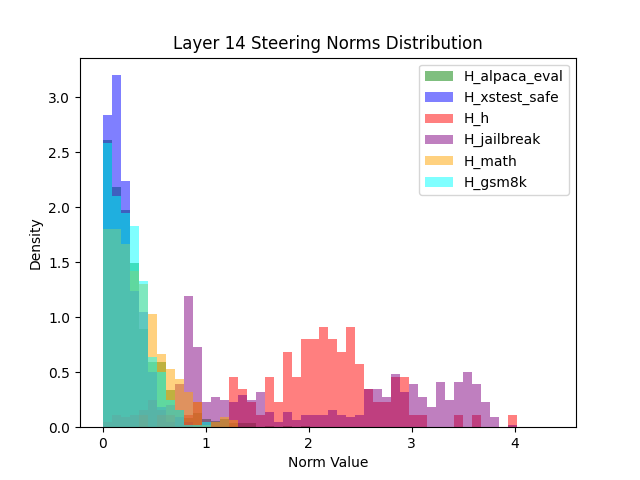 Layer 14 Steering Norms Distribution
H_alpaca_eval
H_xstest_safe
H_h
H_jailbreak
H_math
H_gsm8k
3.0
2.5
2.0
1.5
1.0
0.5
0.0
Density
0 1 2 3 4
Norm Value